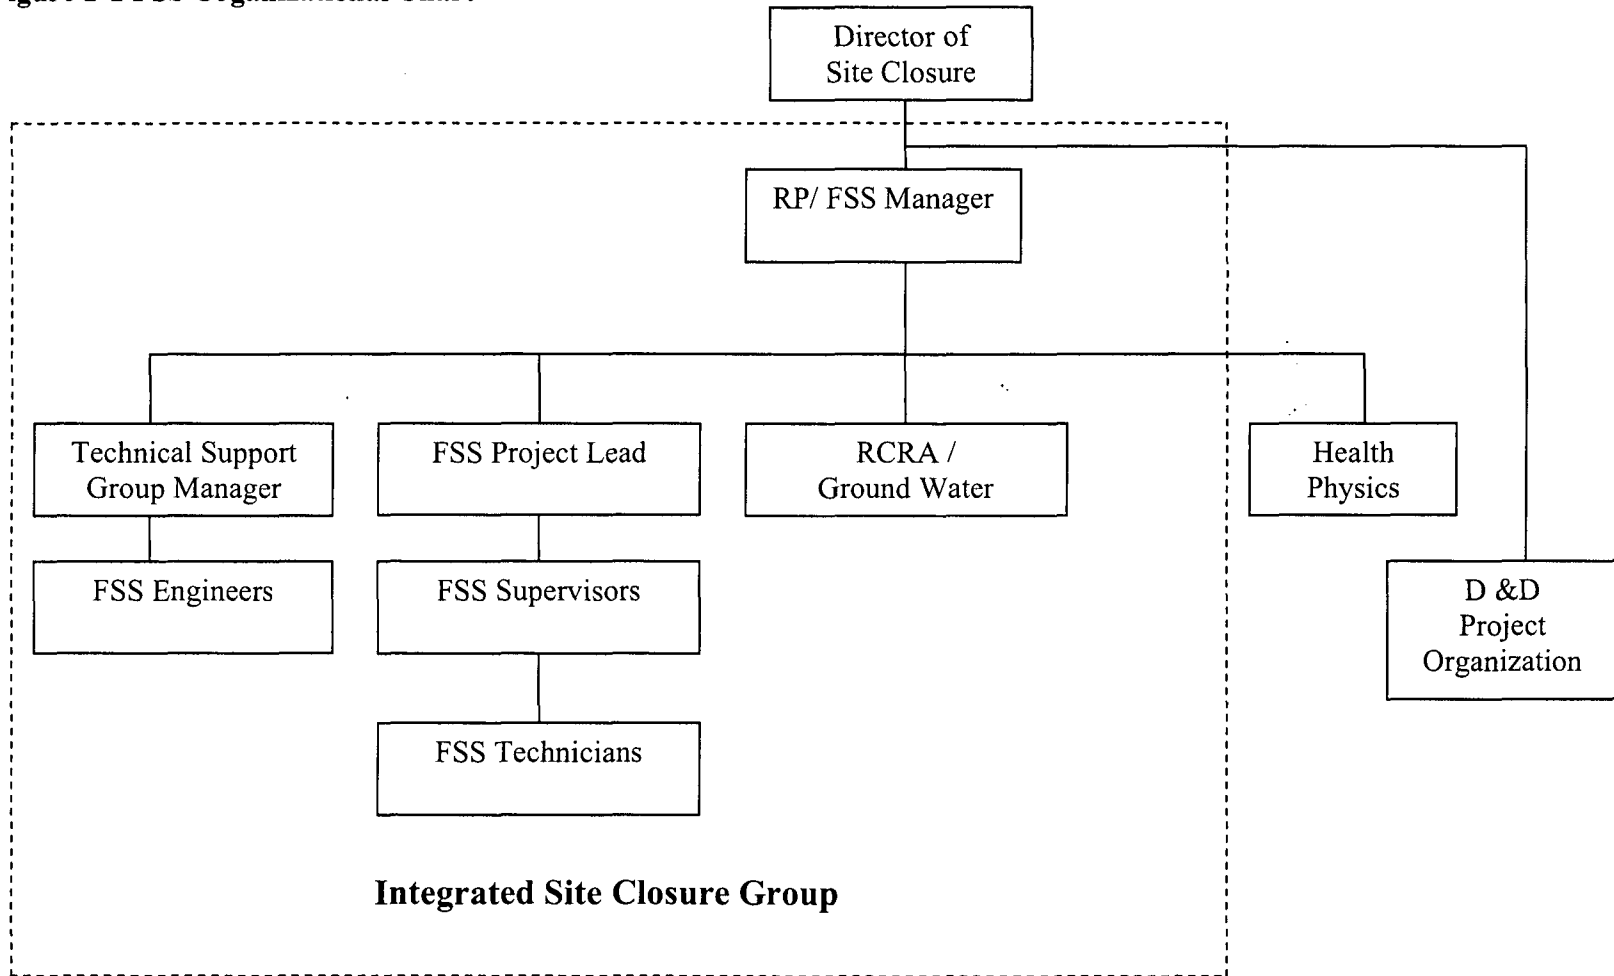 Director of
Site Closure
RP/ FSS Manager
Technical Support
Group Manager
FSS Project Lead
RCRA /
Ground Water
Health
Physics
FSS Engineers
FSS Supervisors
D &D
Project
Organization
FSS Technicians
Integrated Site Closure Group